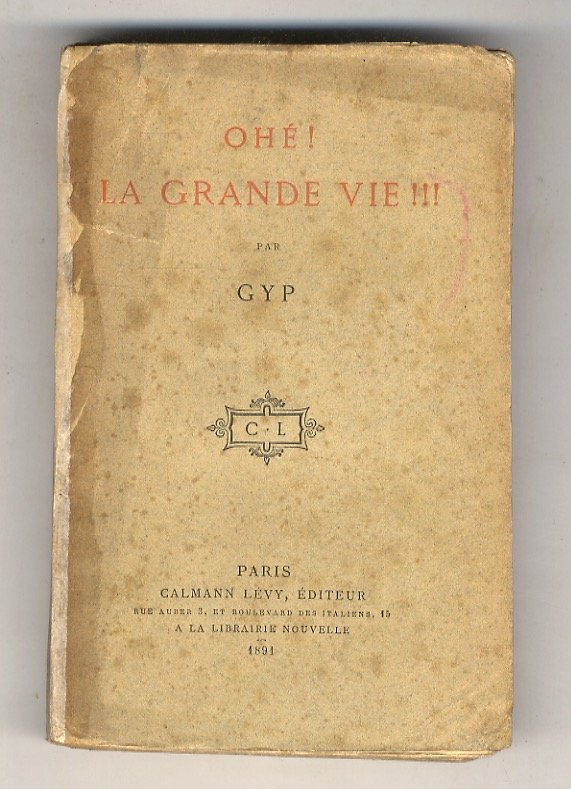 OHÉ!
LA GRANDE VIE!!!
PAR
GYP
C·L
PARIS
CALMANN LÉVY, ÉDITEUR
RUE AUBER 3, ET BOULEVARD DES ITALIENS, 15
A LA LIBRAIRIE NOUVELLE
1891